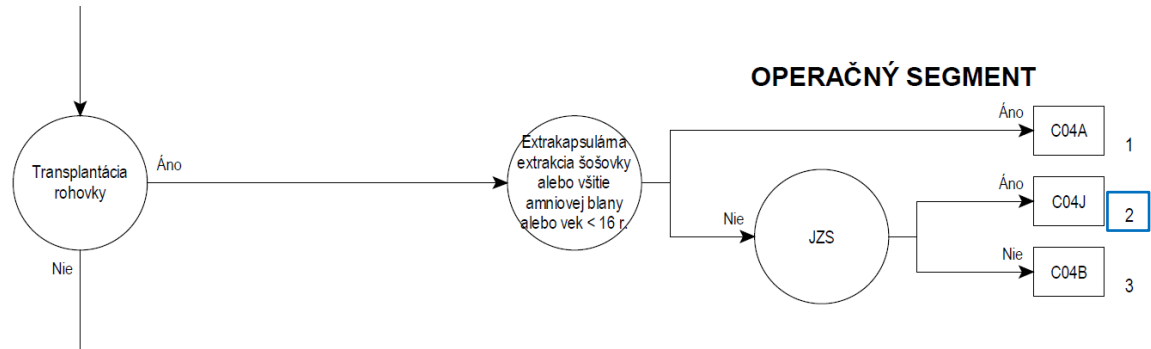 OPERAČNÝ SEGMENT
Transplantácia
rohovky
Áno
Nie
Extrakapsulárna
extrakcia šošovky
alebo všitie
amniovej blany
alebo vek < 16 r.
Áno
C04A
1
Nie
JZS
Áno
C04J
2
Nie
C04B
3